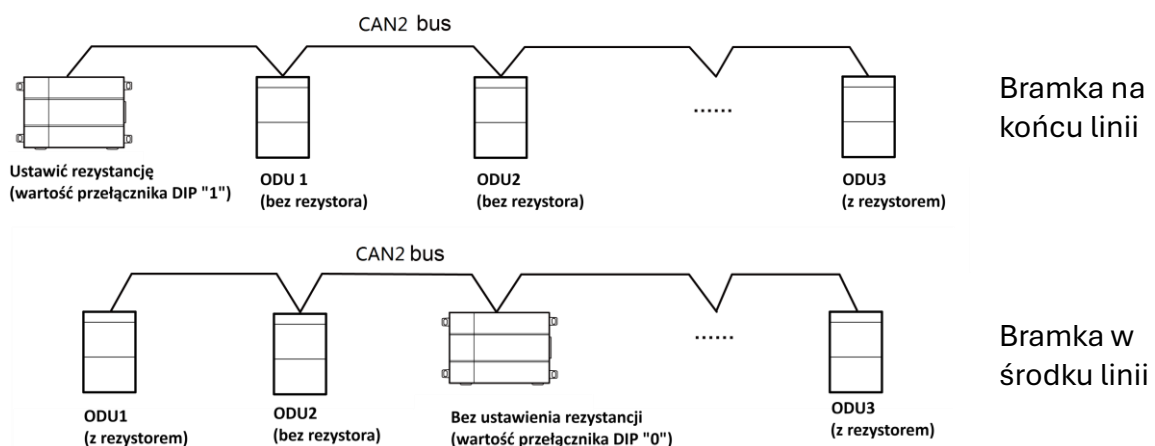 CAN2 bus
Bramka na
końcu linii
Ustawić rezystancję
(wartość przełącznika DIP "1")
ODU 1
(bez rezystora)
ODU2
(bez rezystora)
......
ODU3
(z rezystorem)
CAN2 bus
Bramka w
środku linii
ODU1
(z rezystorem)
ODU2
(bez rezystora)
Bez ustawienia rezystancji
(wartość przełącznika DIP "0")
......
ODU3
(z rezystorem)